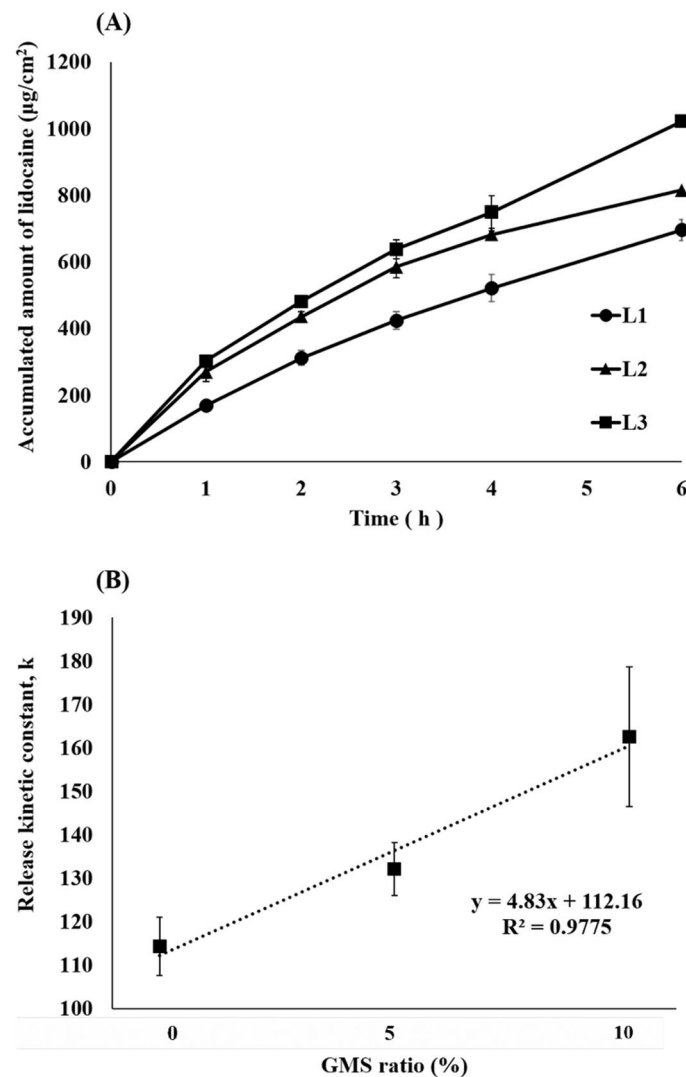 (A)
Accumulated amount of lidocaine (μg/cm²)
1200
1000
800
600
400
200
0
0 1 2 3 4 5 6
Time ( h )
L1
L2
L3
(B)
Release kinetic constant, k
190
180
170
160
150
140
130
120
110
100
y = 4.83x + 112.16
R² = 0.9775
0 5 10
GMS ratio (%)